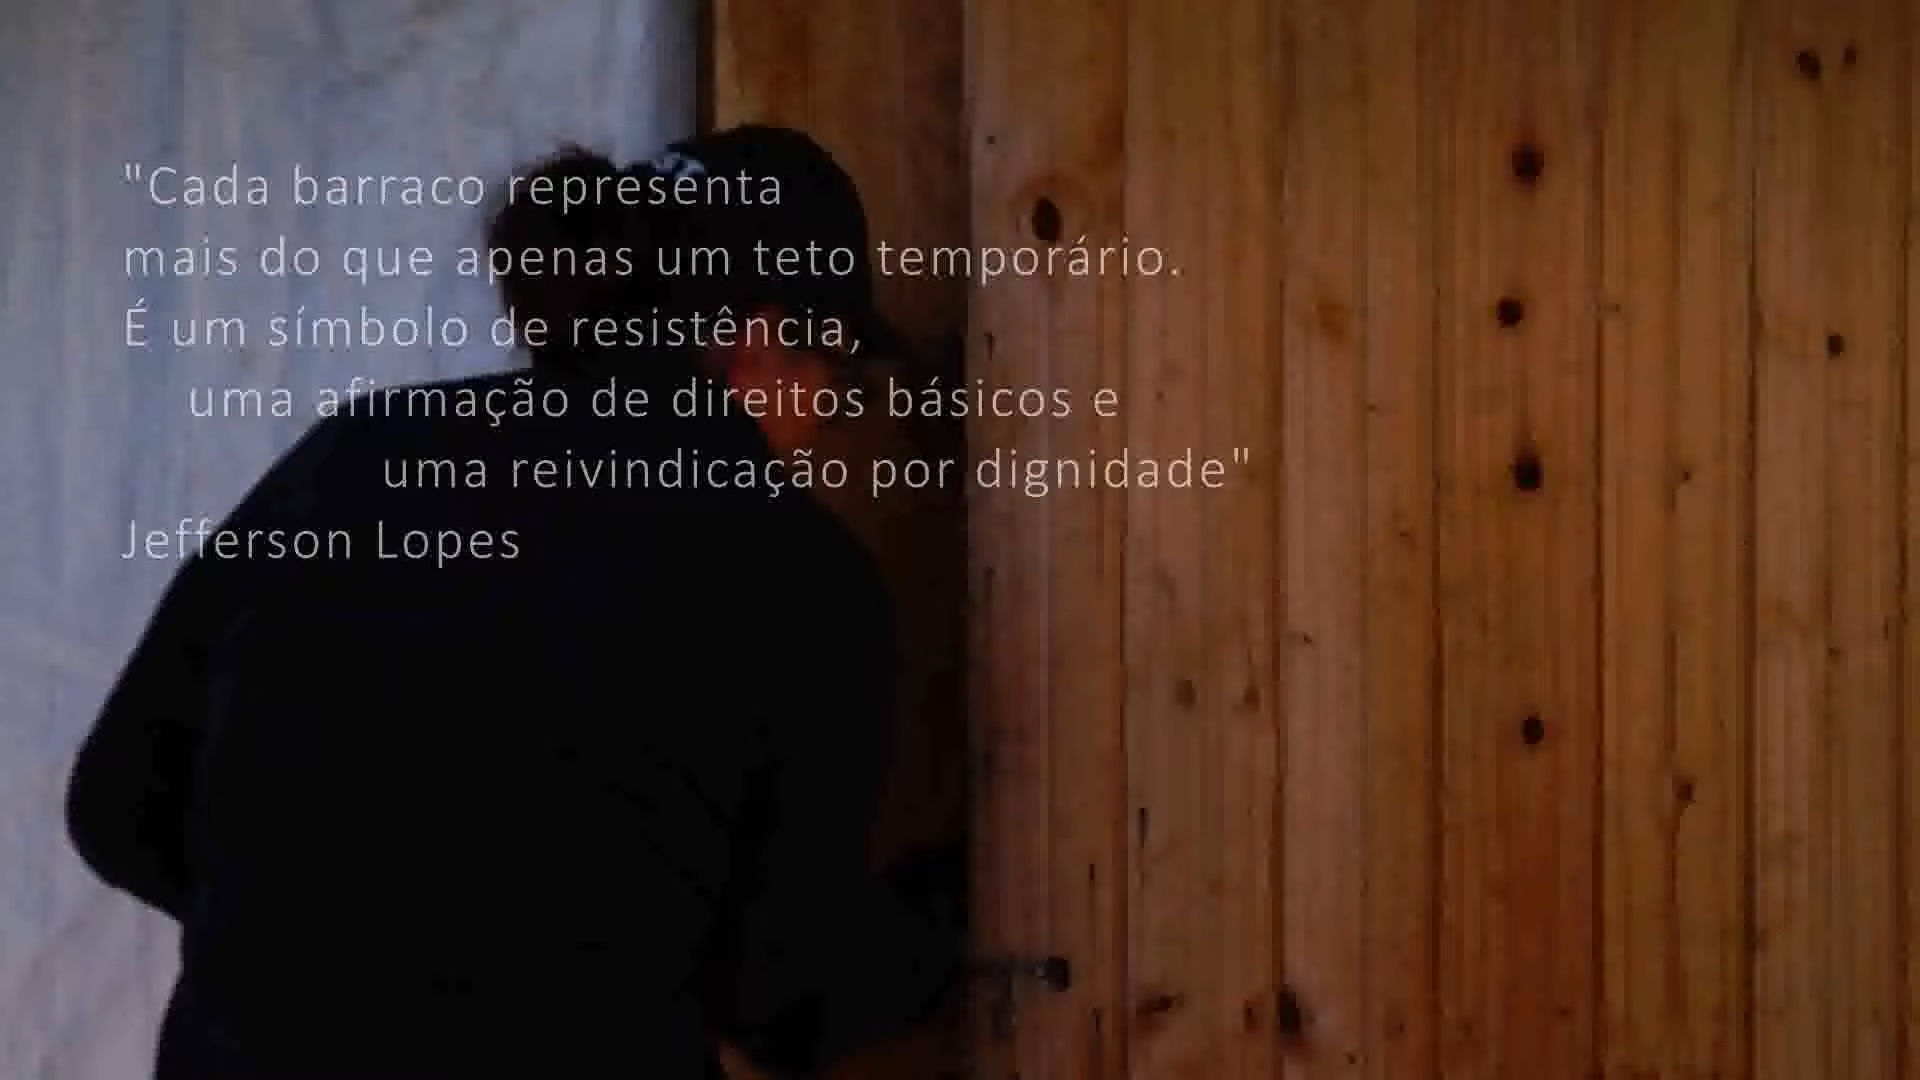 "Cada barraco representa
mais do que apenas um teto temporário.
É um símbolo de resistência,
uma afirmação de direitos básicos e
uma reivindicação por dignidade"
Jefferson Lopes